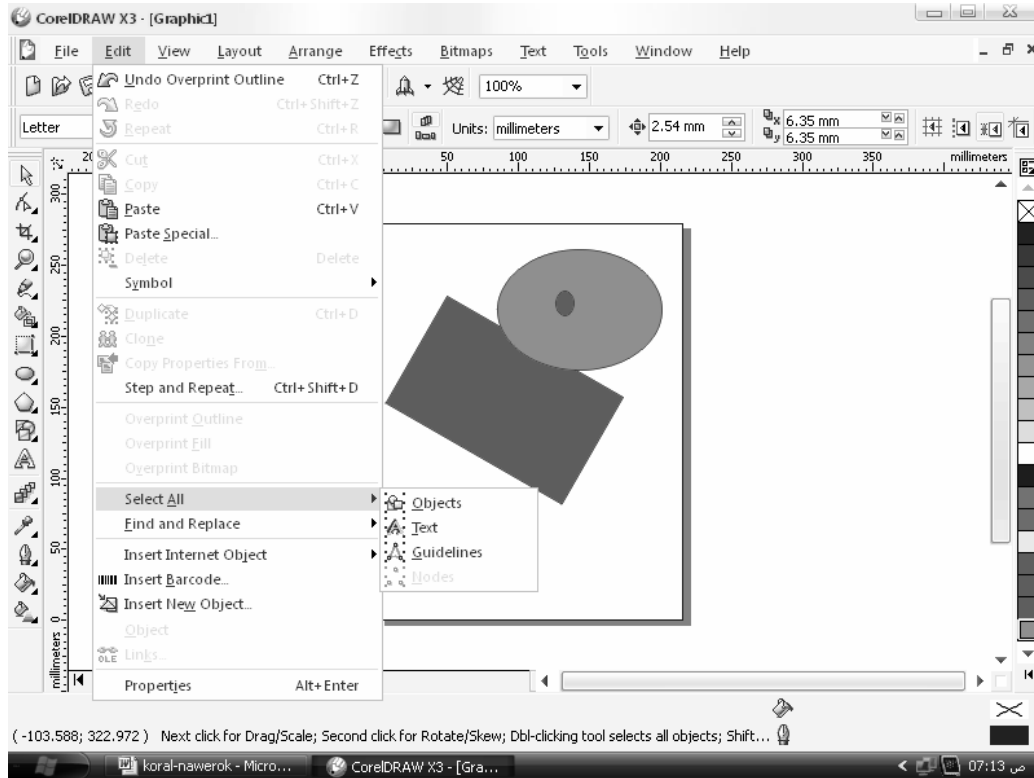 CorelDRAW X3 - [Graphic1]
File Edit View Layout Arrange Effects Bitmaps Text Tools Window Help
100%
Letter
Units: millimeters
2.54 mm
x 6.35 mm
y 6.35 mm
Undo Overprint Outline Ctrl+Z
Redo Ctrl+Shift+Z
Repeat Ctrl+R
Cut Ctrl+X
Copy Ctrl+C
Paste Ctrl+V
Paste Special...
Delete Delete
Symbol
Duplicate Ctrl+D
Clone
Copy Properties From...
Step and Repeat... Ctrl+Shift+D
Overprint Outline
Overprint Fill
Overprint Bitmap
Select All
Find and Replace
Insert Internet Object
Insert Barcode...
Insert New Object...
Object
OLE Links...
Properties Alt+Enter
Objects
Text
Guidelines
Nodes
20 50 100 150 200 250 300 350 millimeters
300
250
200
150
100
50
0
millimeters
( -103.588; 322.972 ) Next click for Drag/Scale; Second click for Rotate/Skew; Dbl-clicking tool selects all objects; Shift...
koral-nawerok - Micro... CorelDRAW X3 - [Gra... 07:13 ص